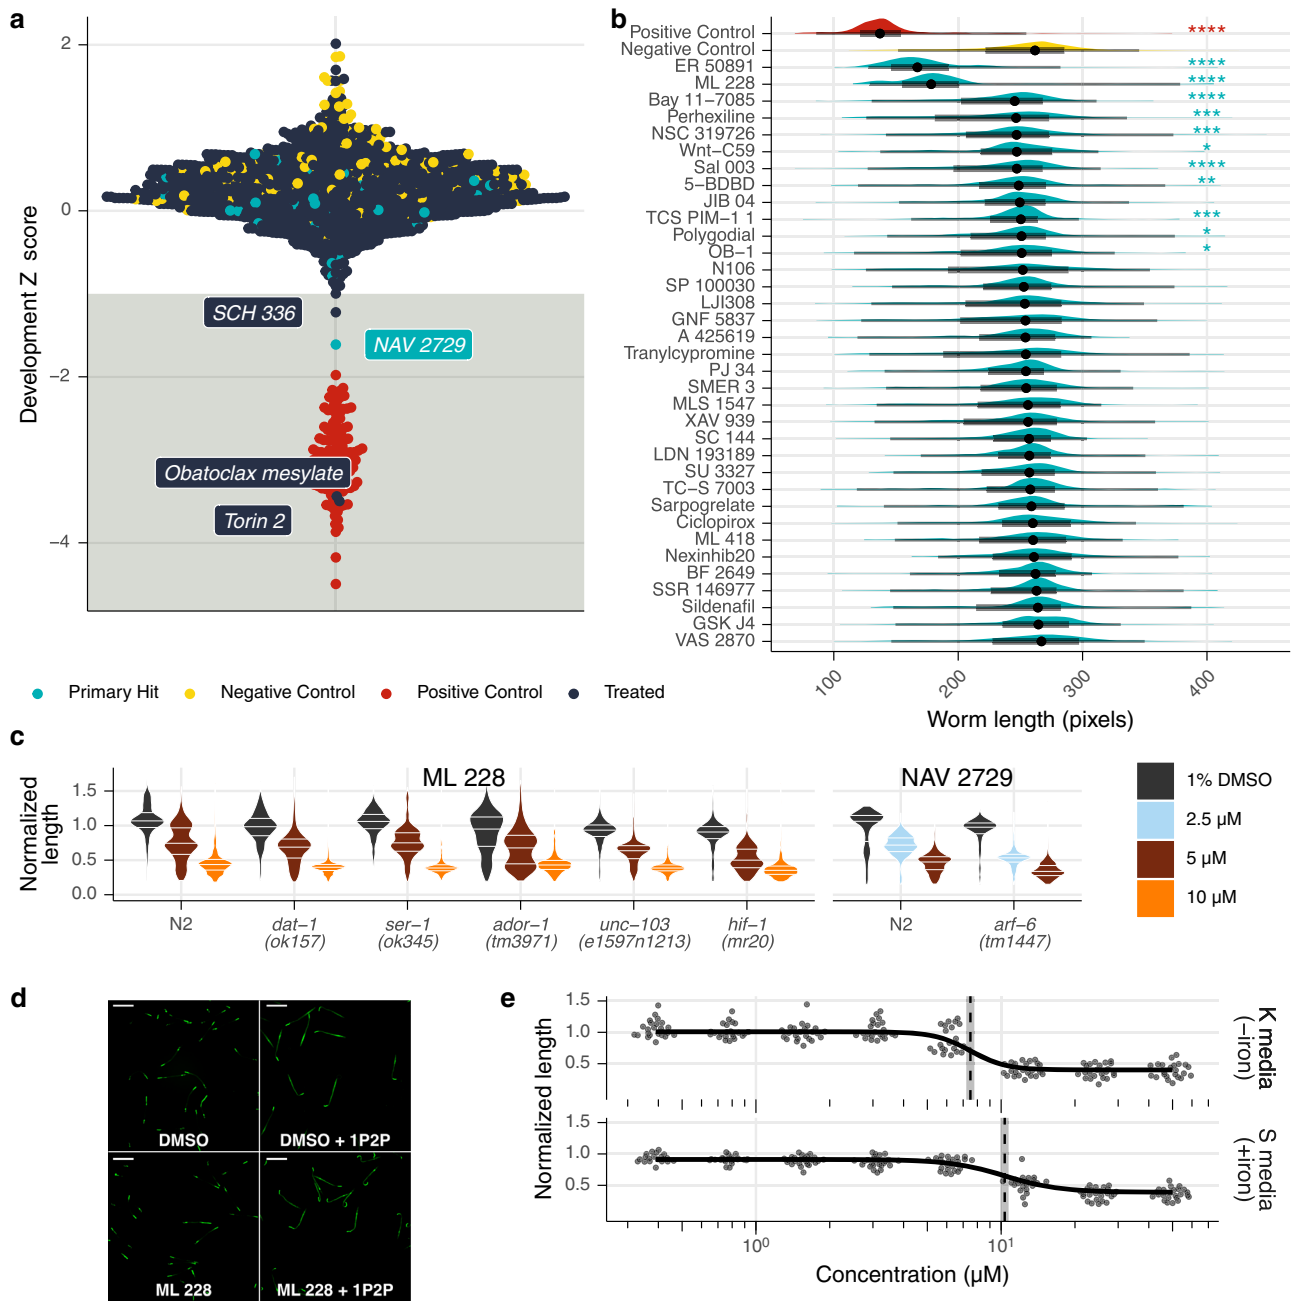 a
Development Z score
2
0
−2
−4
SCH 336
NAV 2729
Obatoclax mesylate
Torin 2
Primary Hit
Negative Control
Positive Control
Treated
b
Positive Control
Negative Control
ER 50891
ML 228
Bay 11−7085
Perhexiline
NSC 319726
Wnt−C59
Sal 003
5−BDBD
JIB 04
TCS PIM−1 1
Polygodial
OB−1
N106
SP 100030
LJI308
GNF 5837
A 425619
Tranylcypromine
PJ 34
SMER 3
MLS 1547
XAV 939
SC 144
LDN 193189
SU 3327
TC−S 7003
Sarpogrelate
Ciclopirox
ML 418
Nexinhib20
BF 2649
SSR 146977
Sildenafil
GSK J4
VAS 2870
****
****
****
****
***
***
*
****
**
***
*
*
100
200
300
400
Worm length (pixels)
c
Normalized
length
1.5
1.0
0.5
0.0
ML 228
NAV 2729
N2
dat−1
(ok157)
ser−1
(ok345)
ador−1
(tm3971)
unc−103
(e1597n1213)
hif−1
(mr20)
N2
arf−6
(tm1447)
1% DMSO
2.5 µM
5 µM
10 µM
d
DMSO
DMSO + 1P2P
ML 228
ML 228 + 1P2P
e
Normalized length
1.5
1.0
0.5
K media
(−iron)
1.5
1.0
0.5
S media
(+iron)
10⁰
10¹
Concentration (µM)